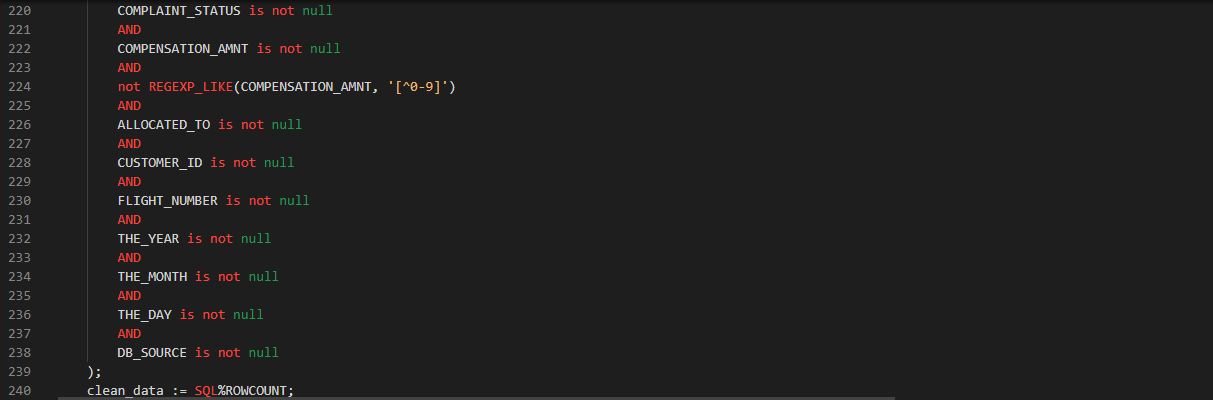 220 COMPLAINT_STATUS is not null
221 AND
222 COMPENSATION_AMNT is not null
223 AND
224 not REGEXP_LIKE(COMPENSATION_AMNT, '[^0-9]')
225 AND
226 ALLOCATED_TO is not null
227 AND
228 CUSTOMER_ID is not null
229 AND
230 FLIGHT_NUMBER is not null
231 AND
232 THE_YEAR is not null
233 AND
234 THE_MONTH is not null
235 AND
236 THE_DAY is not null
237 AND
238 DB_SOURCE is not null
239 );
240 clean_data := SQL%ROWCOUNT;